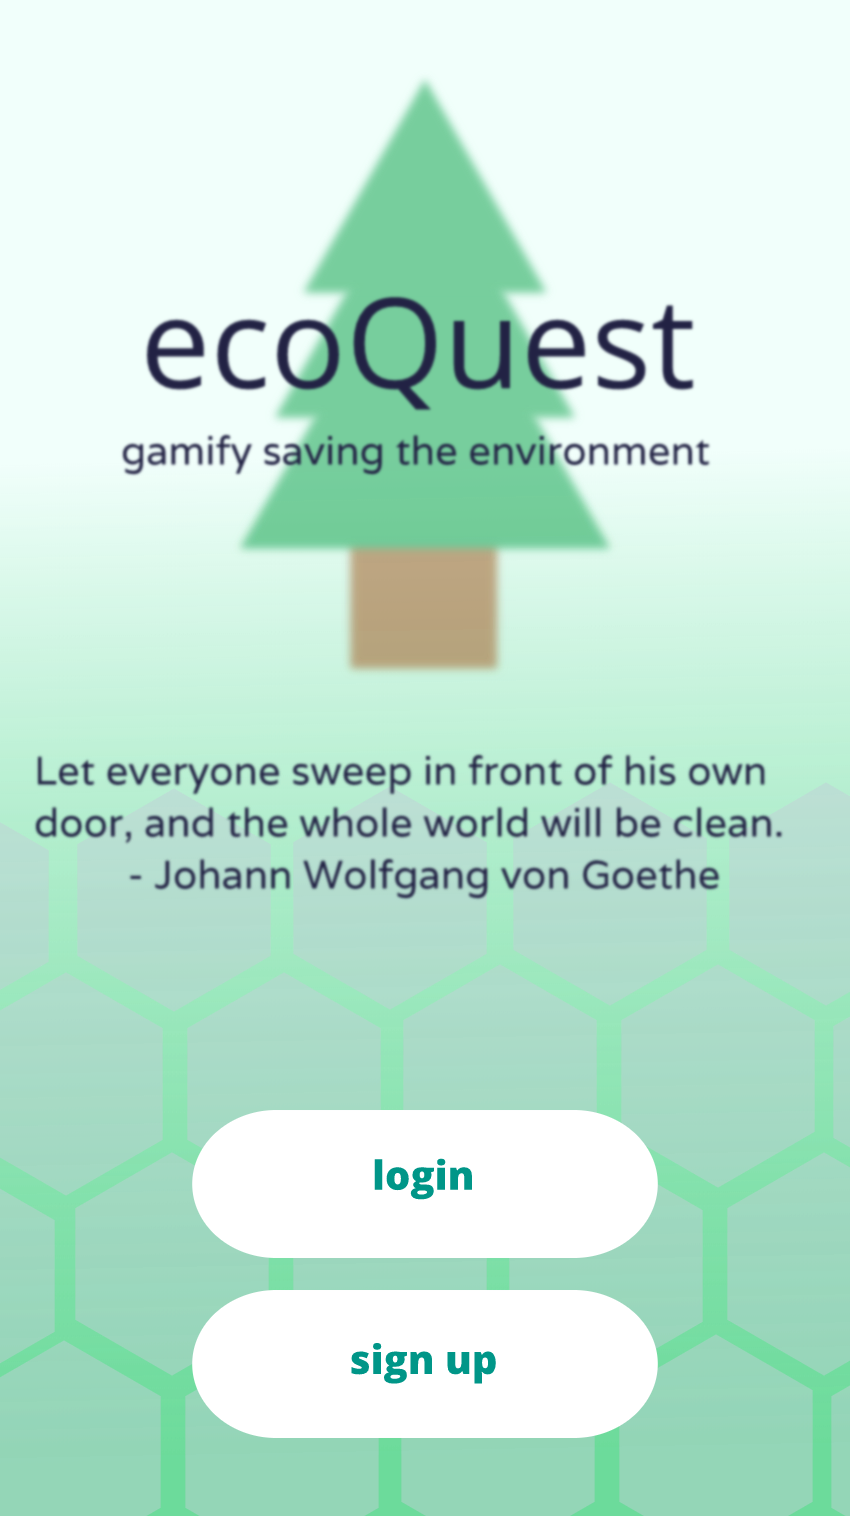 ecoQuest
gamify saving the environment
Let everyone sweep in front of his own
door, and the whole world will be clean.
- Johann Wolfgang von Goethe
login
sign up